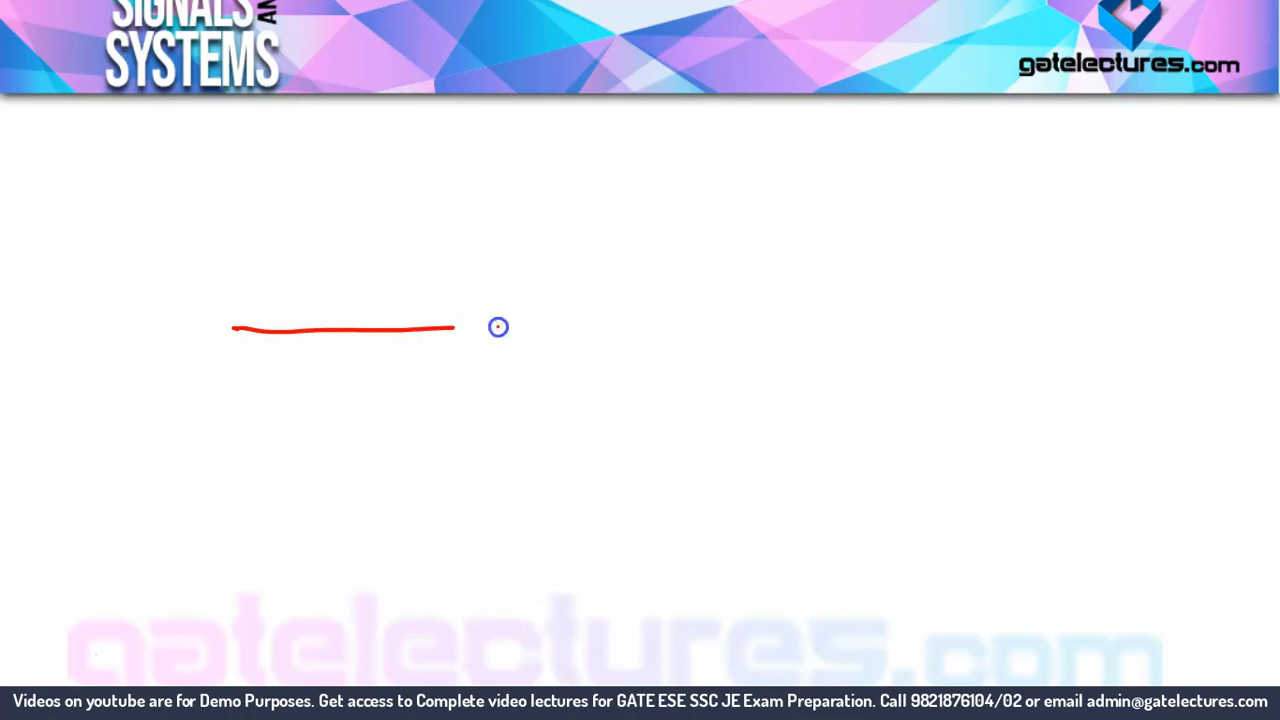 SIGNALS AND
SYSTEMS
gatelectures.com
gatelectures.com
Videos on youtube are for Demo Purposes. Get access to Complete video lectures for GATE ESE SSC JE Exam Preparation. Call 9821876104/02 or email admin@gatelectures.com